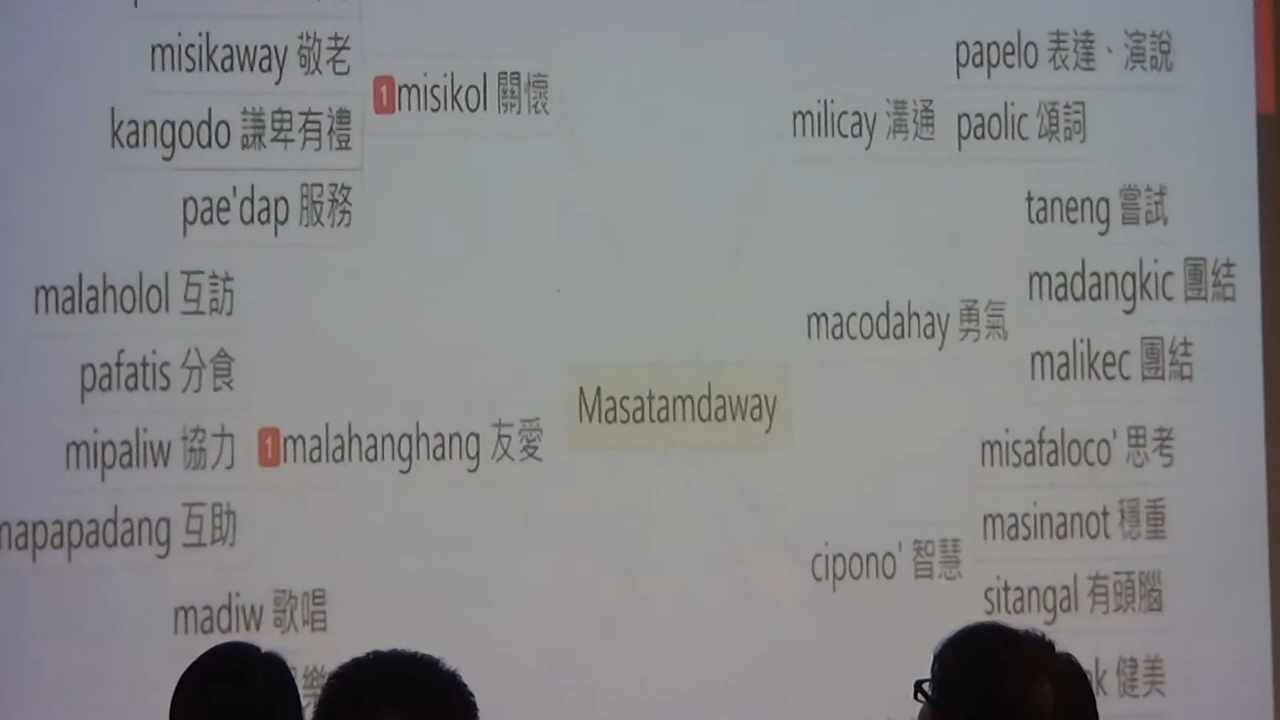 misikaway 敬老
kangodo 謙卑有禮
pae'dap 服務
1 misikol 關懷
malaholol 互訪
pafatis 分食
mipaliw 協力
mapapadang 互助
1 malahanghang 友愛
madiw 歌唱
樂
Masatamdaway
papelo 表達、演說
milicay 溝通 paolic 頌詞
taneng 嘗試
madangkic 團結
macodahay 勇氣
malikec 團結
misafaloco' 思考
masinanot 穩重
cipono' 智慧
sitangal 有頭腦
健美